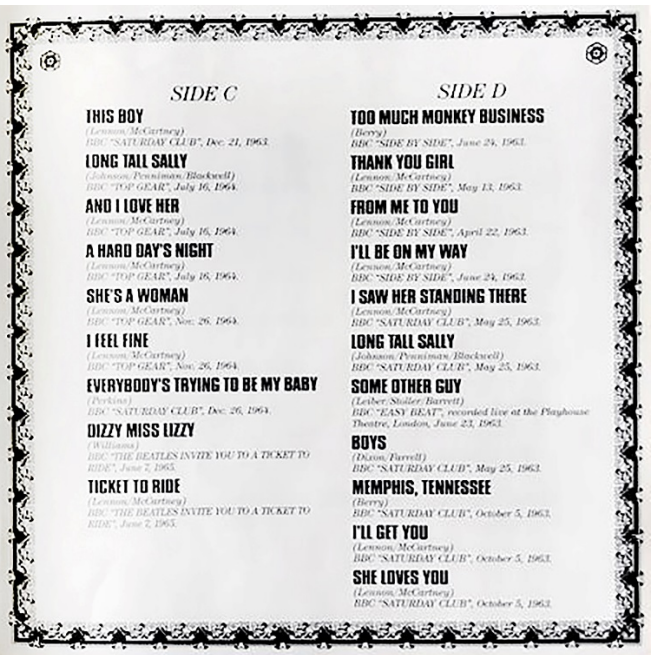 SIDE C
THIS BOY
(Lennon/McCartney)
BBC "SATURDAY CLUB", Dec. 21, 1963.
LONG TALL SALLY
(Johnson/Penniman/Blackwell)
BBC "TOP GEAR", July 16, 1964.
AND I LOVE HER
(Lennon/McCartney)
BBC "TOP GEAR", July 16, 1964.
A HARD DAY'S NIGHT
(Lennon/McCartney)
BBC "TOP GEAR", July 16, 1964.
SHE'S A WOMAN
(Lennon/McCartney)
BBC "TOP GEAR", Nov. 26, 1964.
I FEEL FINE
(Lennon/McCartney)
BBC "TOP GEAR", Nov. 26, 1964.
EVERYBODY'S TRYING TO BE MY BABY
(Perkins)
BBC "SATURDAY CLUB", Dec. 26, 1964.
DIZZY MISS LIZZY
(Williams)
BBC "THE BEATLES INVITE YOU TO A TICKET TO
RIDE", June 7, 1965.
TICKET TO RIDE
(Lennon/McCartney)
BBC "THE BEATLES INVITE YOU TO A TICKET TO
RIDE", June 7, 1965.
SIDE D
TOO MUCH MONKEY BUSINESS
(Berry)
BBC "SIDE BY SIDE", June 24, 1963.
THANK YOU GIRL
(Lennon/McCartney)
BBC "SIDE BY SIDE", May 13, 1963.
FROM ME TO YOU
(Lennon/McCartney)
BBC "SIDE BY SIDE", April 22, 1963.
I'LL BE ON MY WAY
(Lennon/McCartney)
BBC "SIDE BY SIDE", June 24, 1963.
I SAW HER STANDING THERE
(Lennon/McCartney)
BBC "SATURDAY CLUB", May 25, 1963.
LONG TALL SALLY
(Johnson/Penniman/Blackwell)
BBC "SATURDAY CLUB", May 25, 1963.
SOME OTHER GUY
(Leiber/Stoller/Barrett)
BBC "EASY BEAT", recorded live at the Playhouse
Theatre, London, June 23, 1963.
BOYS
(Dixon/Farrell)
BBC "SATURDAY CLUB", May 25, 1963.
MEMPHIS, TENNESSEE
(Berry)
BBC "SATURDAY CLUB", October 5, 1963.
I'LL GET YOU
(Lennon/McCartney)
BBC "SATURDAY CLUB", October 5, 1963.
SHE LOVES YOU
(Lennon/McCartney)
BBC "SATURDAY CLUB", October 5, 1963.